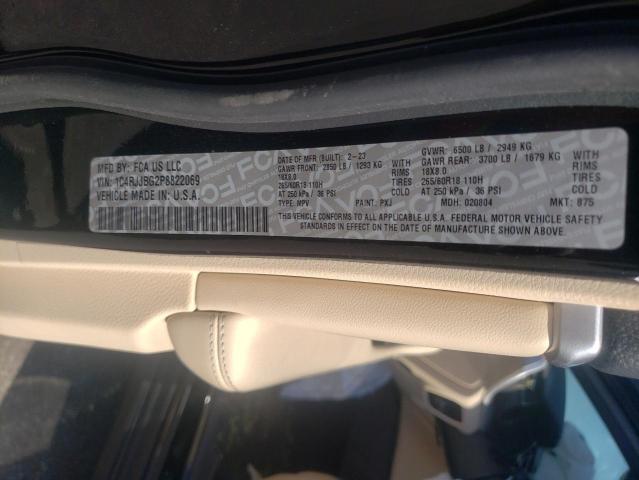 MFD BY: FCA US LLC
VIN: 1C4RJJBG2P8822069
VEHICLE MADE IN: U.S.A.
DATE OF MFR (BUILT): 2-23
GAWR FRONT: 2850 LB / 1293 KG WITH
18X8.0 RIMS
265/60R18 110H TIRES
AT 250 kPa / 36 PSI
TYPE: MPV PAINT: PXJ
GVWR: 6500 LB / 2949 KG
GAWR REAR: 3700 LB / 1679 KG WITH
18X8.0 RIMS
265/60R18 110H TIRES
AT 250 kPa / 36 PSI
MDH: 020804 MKT: 875
THIS VEHICLE CONFORMS TO ALL APPLICABLE U.S.A. FEDERAL MOTOR VEHICLE SAFETY
STANDARDS IN EFFECT ON THE DATE OF MANUFACTURE SHOWN ABOVE.